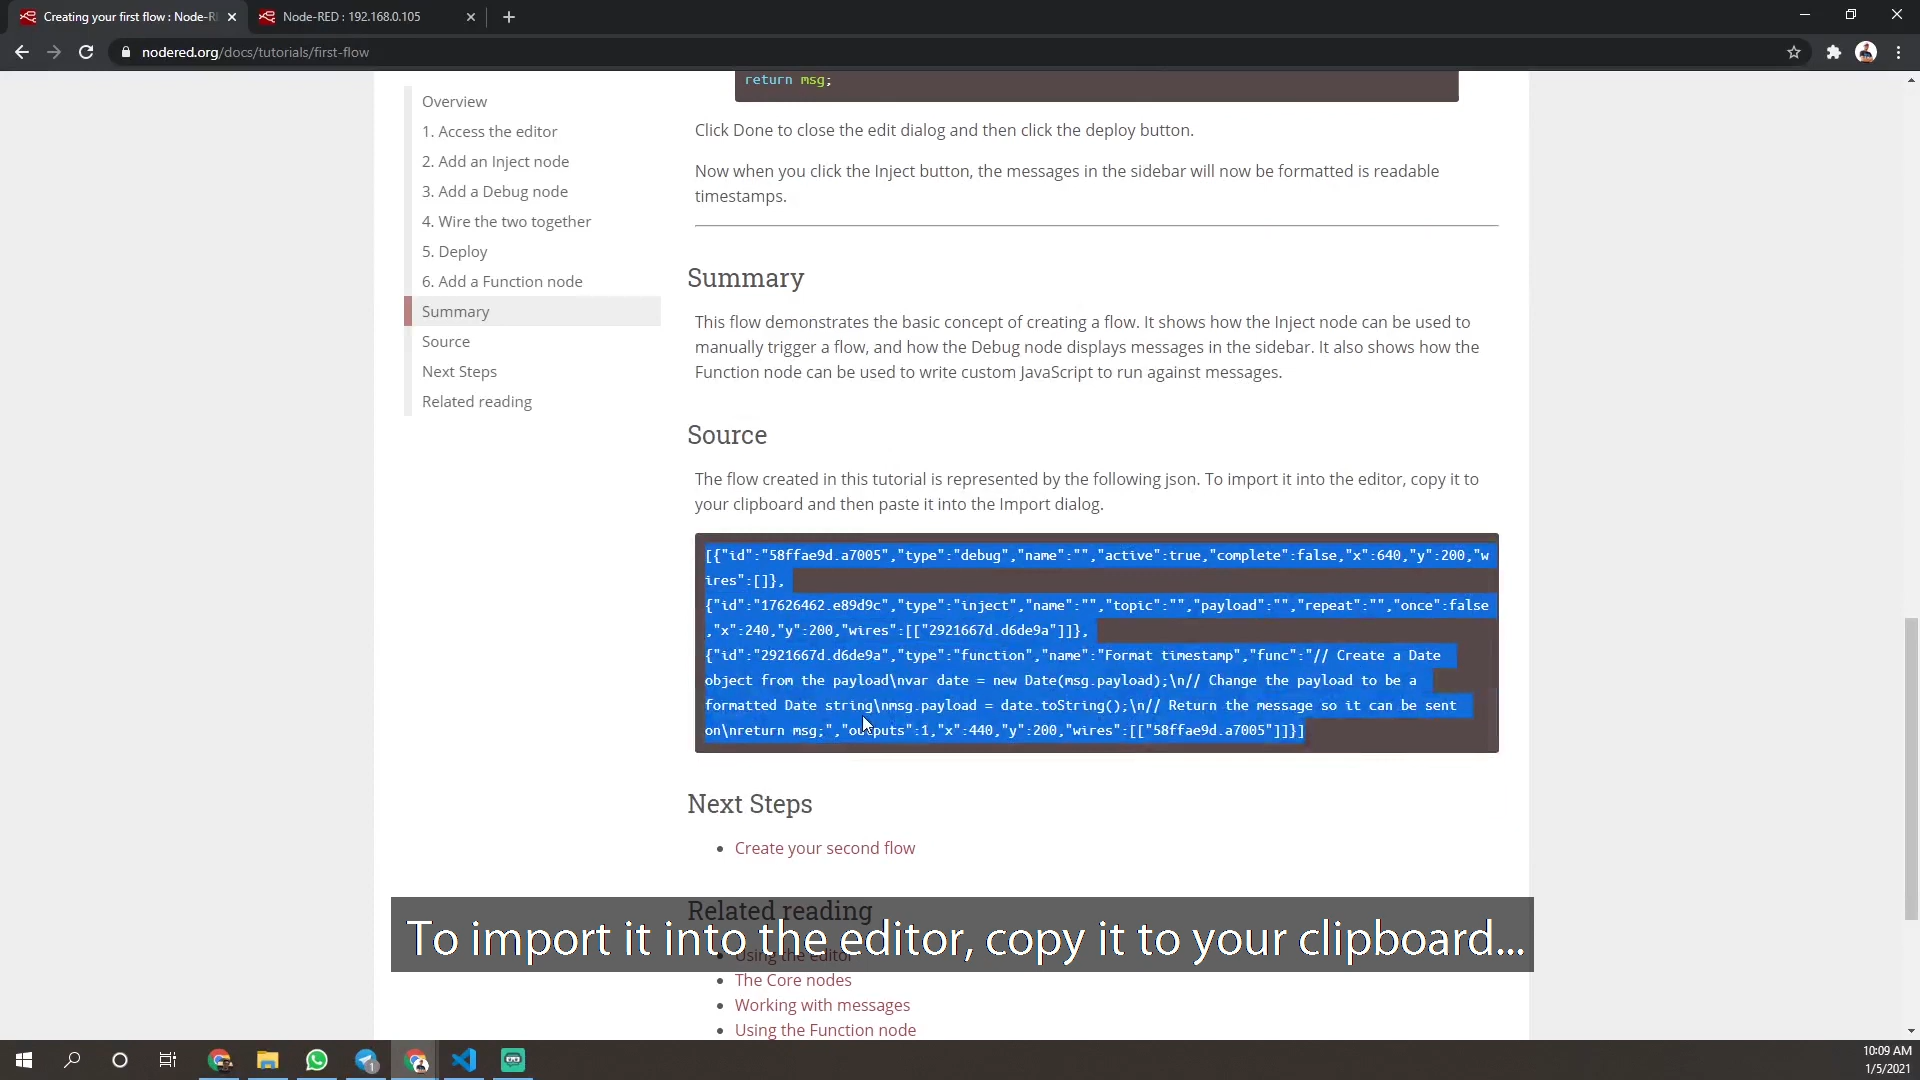 Creating your first flow : Node-R
Node-RED : 192.168.0.105
nodered.org/docs/tutorials/first-flow
Overview
1. Access the editor
2. Add an Inject node
3. Add a Debug node
4. Wire the two together
5. Deploy
6. Add a Function node
Summary
Source
Next Steps
Related reading
return msg;
Click Done to close the edit dialog and then click the deploy button.
Now when you click the Inject button, the messages in the sidebar will now be formatted is readable
timestamps.
Summary
This flow demonstrates the basic concept of creating a flow. It shows how the Inject node can be used to
manually trigger a flow, and how the Debug node displays messages in the sidebar. It also shows how the
Function node can be used to write custom JavaScript to run against messages.
Source
The flow created in this tutorial is represented by the following json. To import it into the editor, copy it to
your clipboard and then paste it into the Import dialog.
[{"id":"58ffae9d.a7005","type":"debug","name":"","active":true,"complete":false,"x":640,"y":200,"w
ires":[]},
{"id":"17626462.e89d9c","type":"inject","name":"","topic":"","payload":"","repeat":"","once":false
,"x":240,"y":200,"wires":[["2921667d.d6de9a"]]},
{"id":"2921667d.d6de9a","type":"function","name":"Format timestamp","func":"// Create a Date
object from the payload\nvar date = new Date(msg.payload);\n// Change the payload to be a
formatted Date string\nmsg.payload = date.toString();\n// Return the message so it can be sent
on\nreturn msg;","outputs":1,"x":440,"y":200,"wires":[["58ffae9d.a7005"]]}]
Next Steps
Create your second flow
Related reading
To import it into the editor, copy it to your clipboard...
Using the editor
The Core nodes
Working with messages
Using the Function node
1
10:09 AM
1/5/2021